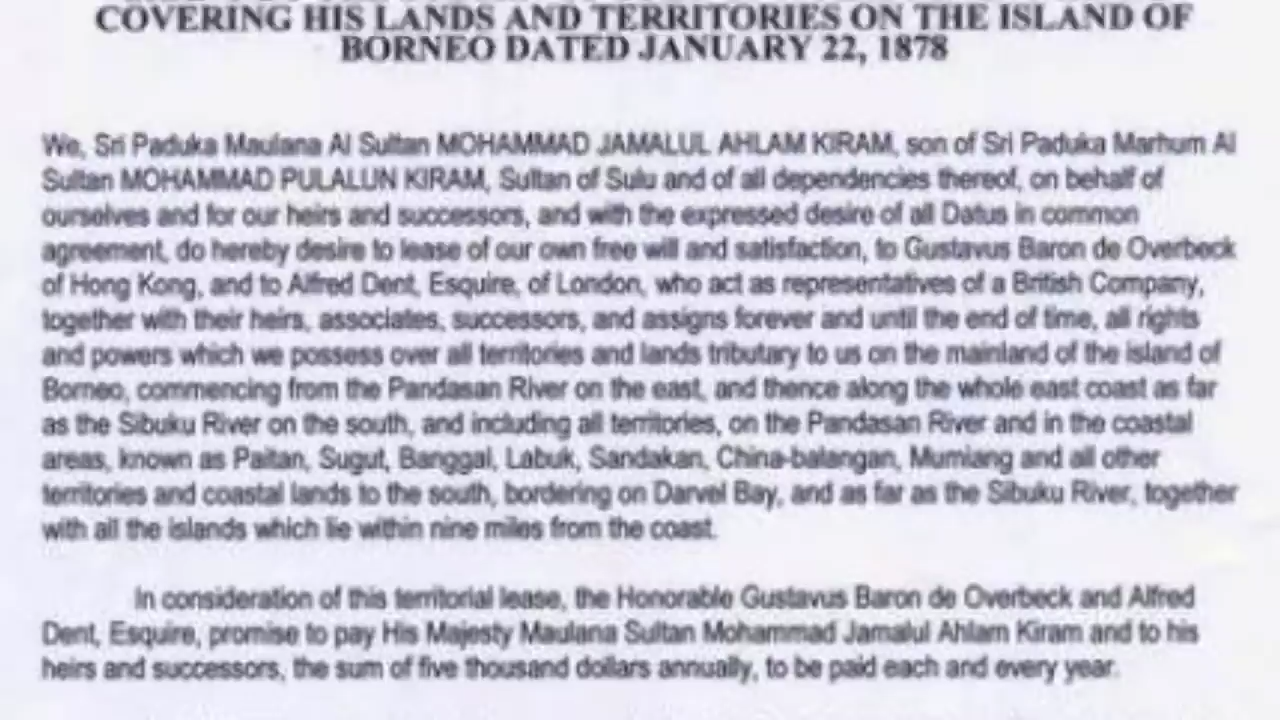 COVERING HIS LANDS AND TERRITORIES ON THE ISLAND OF
BORNEO DATED JANUARY 22, 1878
We, Sri Paduka Maulana Al Sultan MOHAMMAD JAMALUL AHLAM KIRAM, son of Sri Paduka Marhum Al
Sultan MOHAMMAD PULALUN KIRAM, Sultan of Sulu and of all dependencies thereof, on behalf of
ourselves and for our heirs and successors, and with the expressed desire of all Datus in common
agreement, do hereby desire to lease of our own free will and satisfaction, to Gustavus Baron de Overbeck
of Hong Kong, and to Alfred Dent, Esquire, of London, who act as representatives of a British Company,
together with their heirs, associates, successors, and assigns forever and until the end of time, all rights
and powers which we possess over all territories and lands tributary to us on the mainland of the island of
Borneo, commencing from the Pandasan River on the east, and thence along the whole east coast as far
as the Sibuku River on the south, and including all territories, on the Pandasan River and in the coastal
areas, known as Paitan, Sugut, Banggal, Labuk, Sandakan, China-balangan, Mumiang and all other
territories and coastal lands to the south, bordering on Darvel Bay, and as far as the Sibuku River, together
with all the islands which lie within nine miles from the coast.
In consideration of this territorial lease, the Honorable Gustavus Baron de Overbeck and Alfred
Dent, Esquire, promise to pay His Majesty Maulana Sultan Mohammad Jamalul Ahlam Kiram and to his
heirs and successors, the sum of five thousand dollars annually, to be paid each and every year.